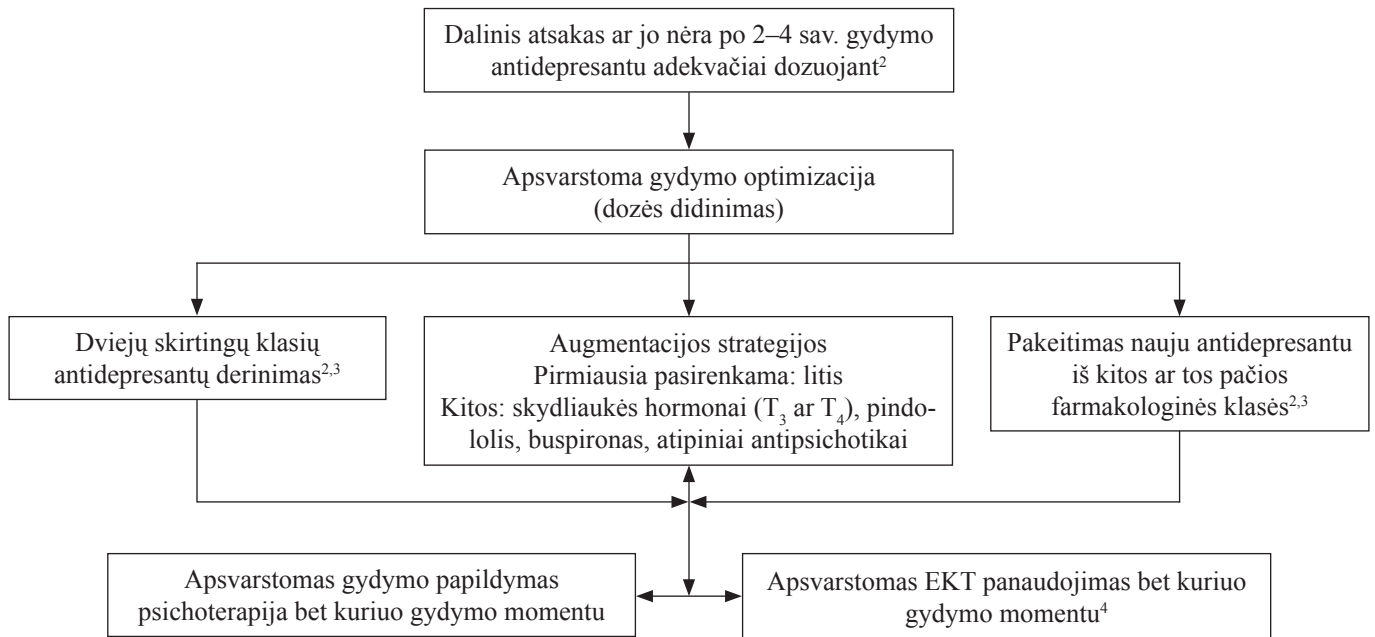 Dalinis atsakas ar jo nėra po 2–4 sav. gydymo
antidepresantu adekvačiai dozuojant²
Apsvarstoma gydymo optimizacija
(dozės didinimas)
Dviejų skirtingų klasių
antidepresantų derinimas²,³
Augmentacijos strategijos
Pirmiausia pasirenkama: litis
Kitos: skydliaukės hormonai (T₃ ar T₄), pindo-
lolis, buspironas, atipiniai antipsichotikai
Pakeitimas nauju antidepresantu
iš kitos ar tos pačios
farmakologinės klasės²,³
Apsvarstomas gydymo papildymas
psichoterapija bet kuriuo gydymo momentu
Apsvarstomas EKT panaudojimas bet kuriuo
gydymo momentu⁴